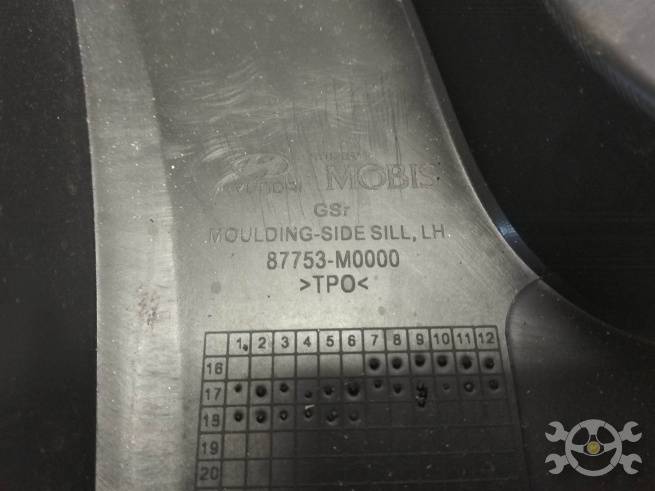 HYUNDAI MOBIS
GSr
MOULDING-SIDE SILL, LH
87753-M0000
>TPO<
1 2 3 4 5 6 7 8 9 10 11 12
16
17
18
19
20